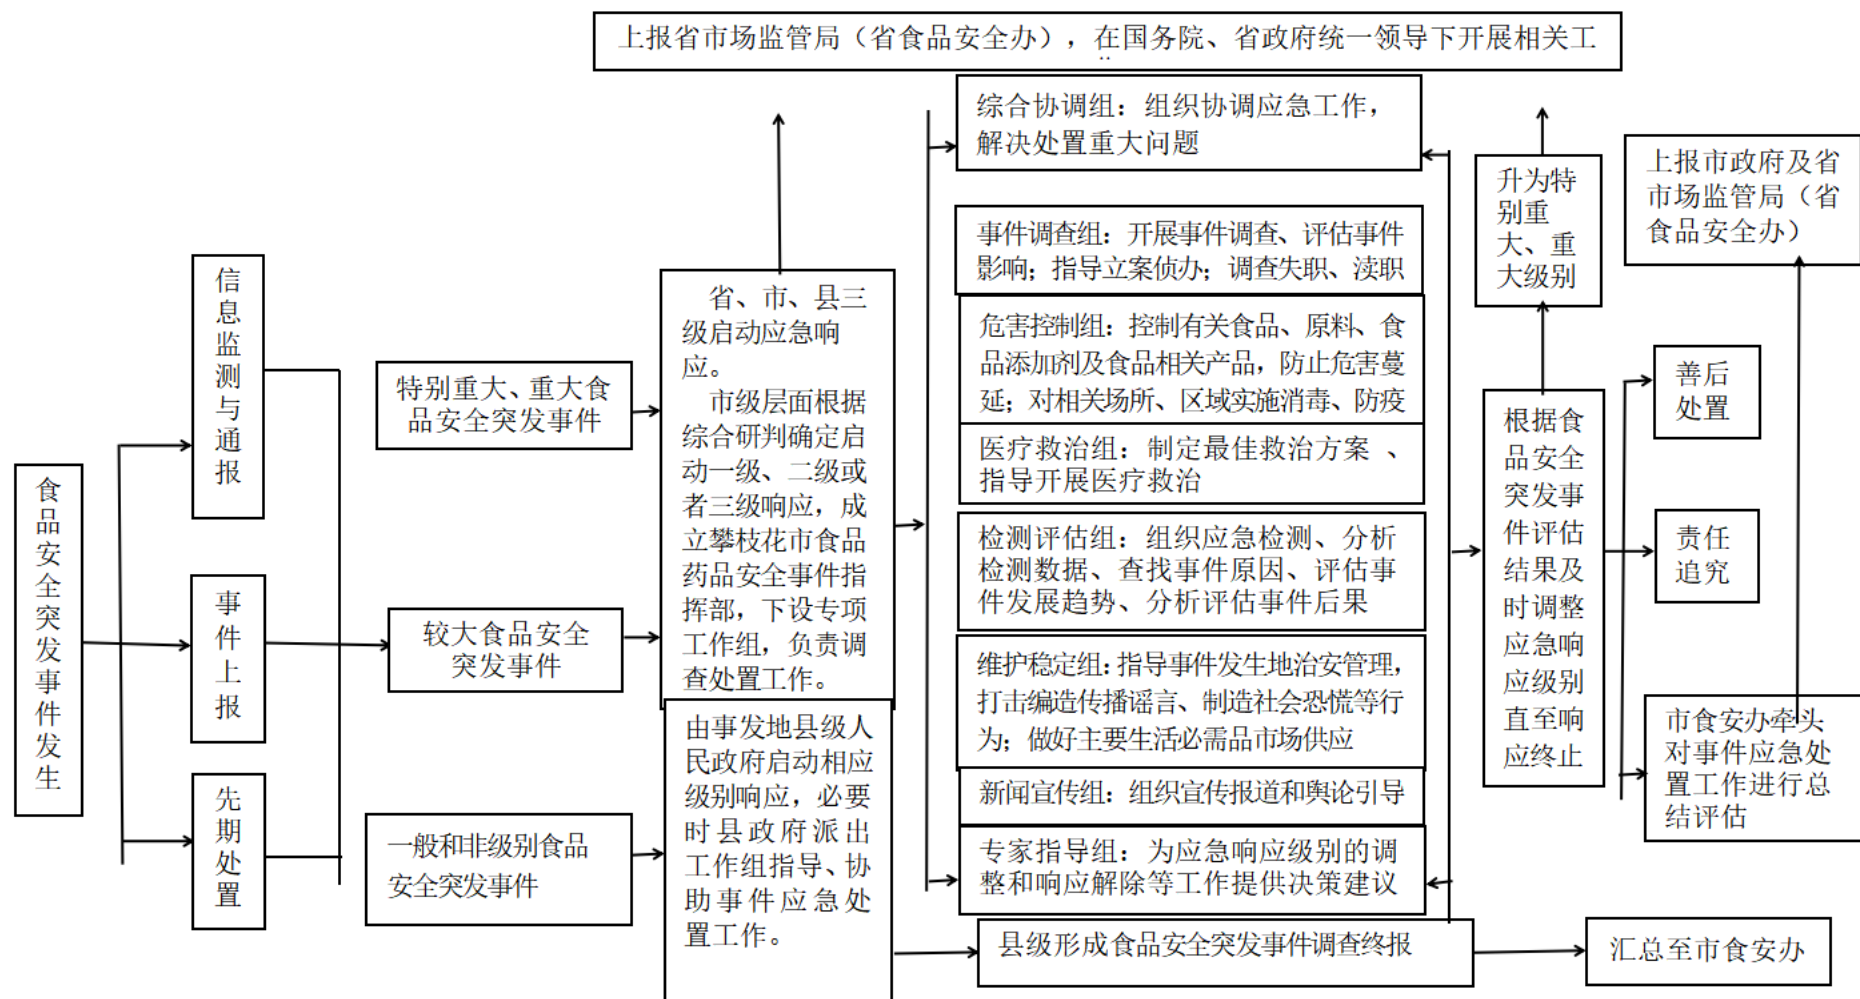 上报省市场监管局（省食品安全办），在国务院、省政府统一领导下开展相关工
食品安全突发事件发生
信息监测与通报
事件上报
先期处置
特别重大、重大食
品安全突发事件
较大食品安全
突发事件
一般和非级别食品
安全突发事件
省、市、县三
级启动应急响
应。
市级层面根据
综合研判确定启
动一级、二级或
者三级响应，成
立攀枝花市食品
药品安全事件指
挥部，下设专项
工作组，负责调
查处置工作。
由事发地县级人
民政府启动相应
级别响应，必要
时县政府派出
工作组指导、协
助事件应急处
置工作。
综合协调组：组织协调应急工作，
解决处置重大问题
事件调查组：开展事件调查、评估事件
影响；指导立案侦办；调查失职、渎职
危害控制组：控制有关食品、原料、食
品添加剂及食品相关产品，防止危害蔓
延；对相关场所、区域实施消毒、防疫
医疗救治组：制定最佳救治方案 、
指导开展医疗救治
检测评估组：组织应急检测、分析
检测数据、查找事件原因、评估事
件发展趋势、分析评估事件后果
维护稳定组：指导事件发生地治安管理，
打击编造传播谣言、制造社会恐慌等行
为；做好主要生活必需品市场供应
新闻宣传组：组织宣传报道和舆论引导
专家指导组：为应急响应级别的调
整和响应解除等工作提供决策建议
县级形成食品安全突发事件调查终报
汇总至市食安办
升为特
别重
大、重
大级别
根据食
品安全
突发事
件评估
结果及
时调整
应急响
应级别
直至响
应终止
上报市政府及省
市场监管局（省
食品安全办）
善后
处置
责任
追究
市食安办牵头
对事件应急处
置工作进行总
结评估